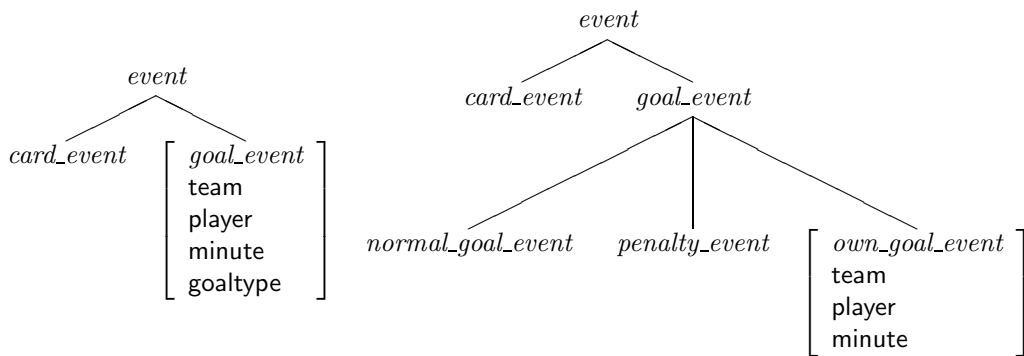 event
card_event goal_event
team
player
minute
goaltype
event
card_event goal_event
normal_goal_event penalty_event own_goal_event
team
player
minute